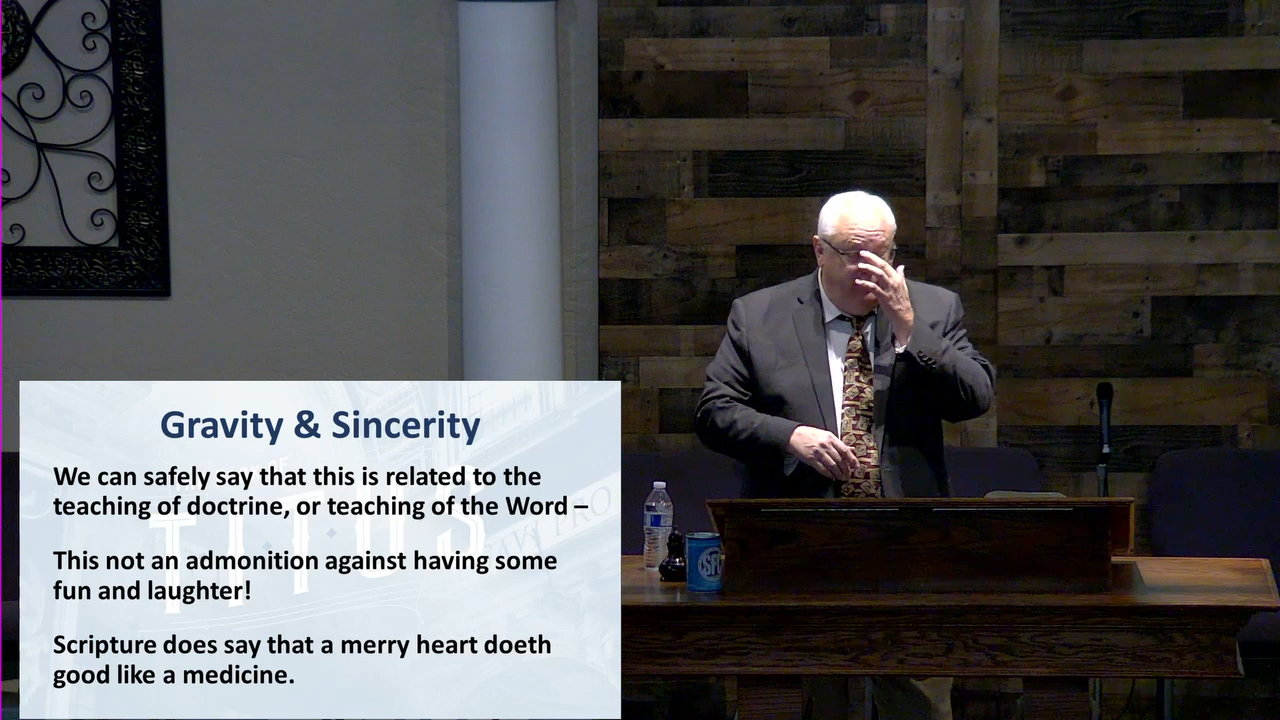 Gravity & Sincerity
We can safely say that this is related to the
teaching of doctrine, or teaching of the Word –
This not an admonition against having some
fun and laughter!
Scripture does say that a merry heart doeth
good like a medicine.
TITUS